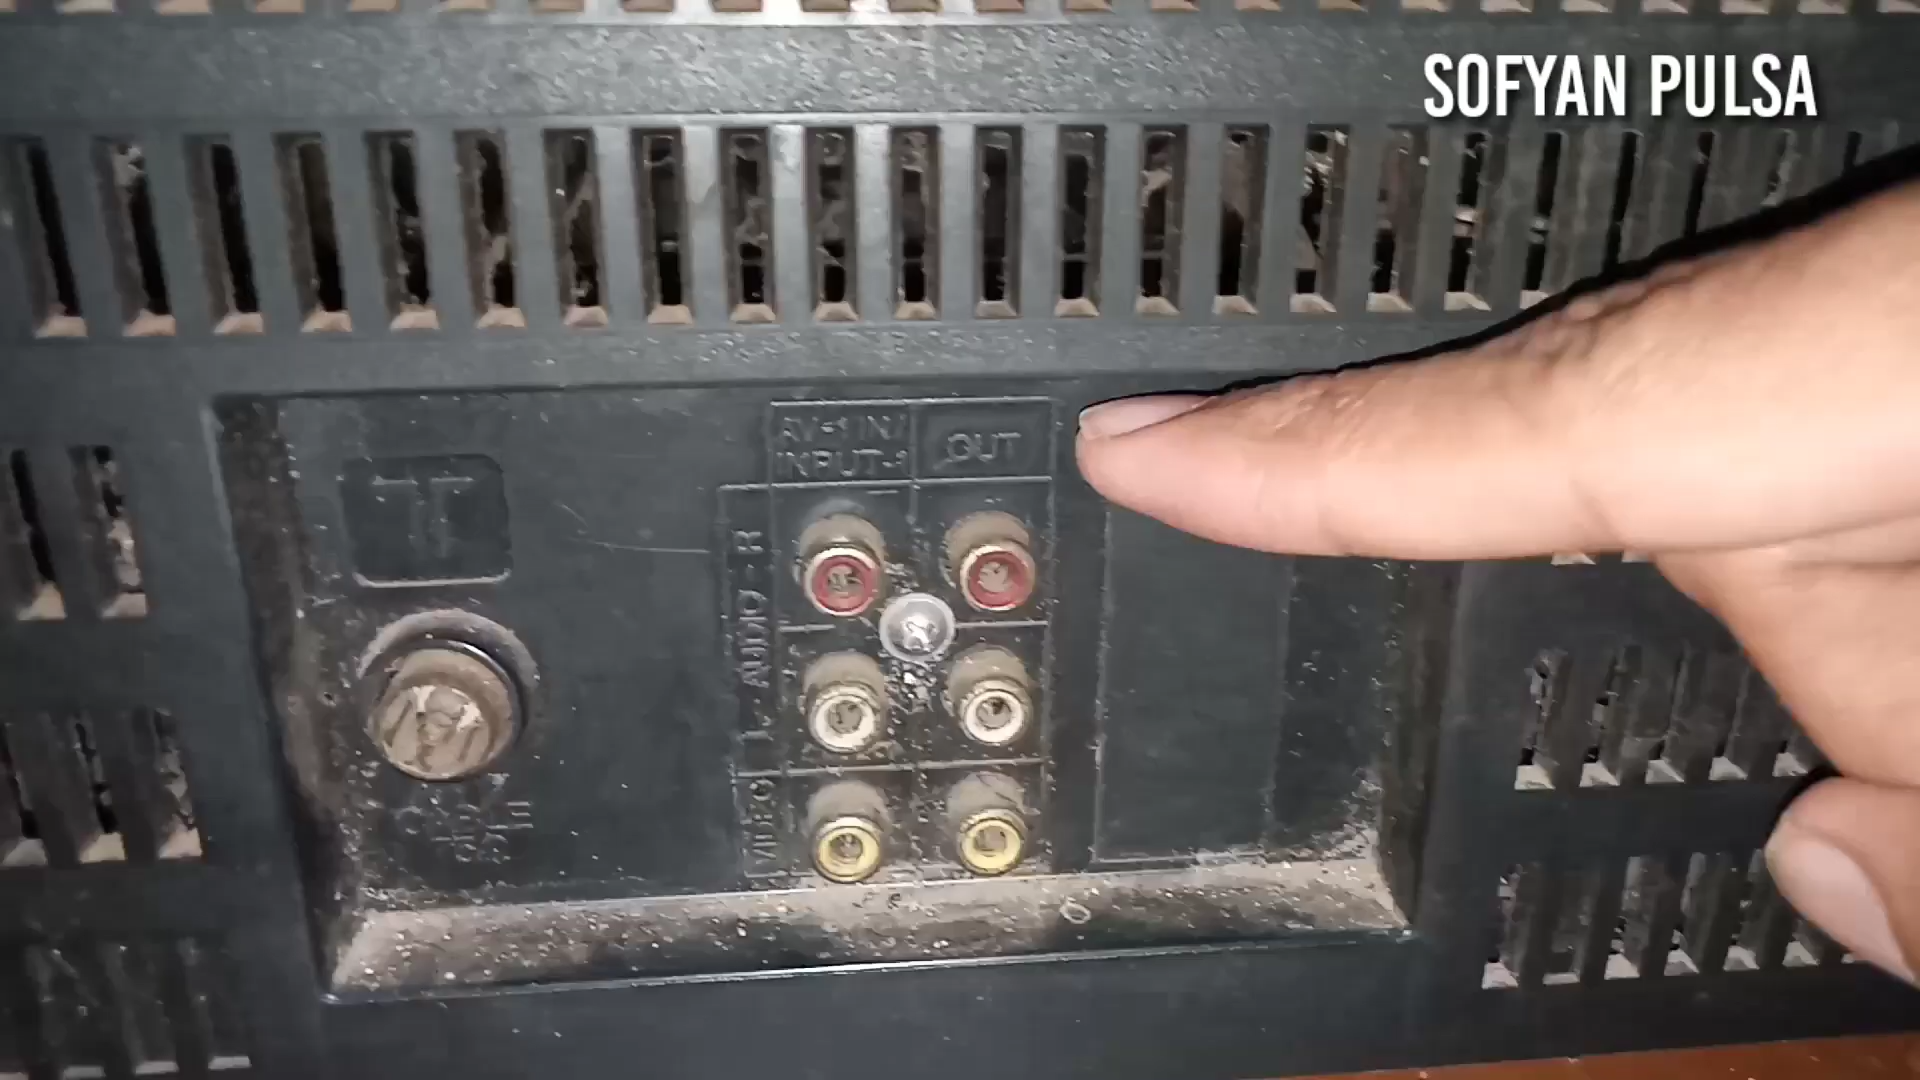 SOFYAN PULSA
AV-1 IN/
INPUT-1
OUT
AUDIO - R
L -
VIDEO